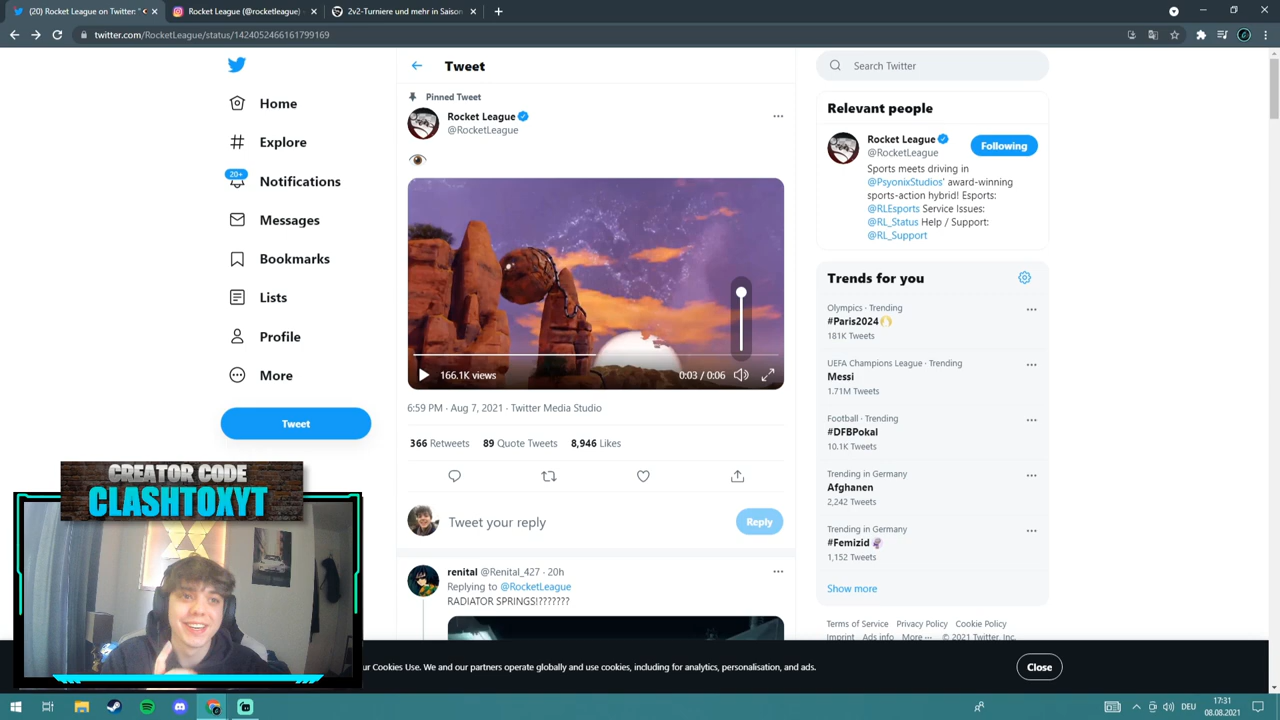 (20) Rocket League on Twitter: "
Rocket League (@rocketleague)
2v2-Turniere und mehr in Saison
twitter.com/RocketLeague/status/1424052466161799169
Tweet
Search Twitter
Home
Explore
20+
Notifications
Messages
Bookmarks
Lists
Profile
More
Tweet
Pinned Tweet
Rocket League
@RocketLeague
166.1K views
0:03 / 0:06
6:59 PM · Aug 7, 2021 · Twitter Media Studio
366 Retweets 89 Quote Tweets 8,946 Likes
Tweet your reply
Reply
renital @Renital_427 · 20h
Replying to @RocketLeague
RADIATOR SPRINGS!???????
Relevant people
Rocket League
@RocketLeague
Following
Sports meets driving in
@PsyonixStudios' award-winning
sports-action hybrid! Esports:
@RLEsports Service Issues:
@RL_Status Help / Support:
@RL_Support
Trends for you
Olympics · Trending
#Paris2024
181K Tweets
UEFA Champions League · Trending
Messi
1.71M Tweets
Football · Trending
#DFBPokal
10.1K Tweets
Trending in Germany
Afghanen
2,242 Tweets
Trending in Germany
#Femizid
1,152 Tweets
Show more
Terms of Service Privacy Policy Cookie Policy
Imprint Ads info More ··· © 2021 Twitter, Inc.
CREATOR CODE
CLASHTOXYT
ur Cookies Use. We and our partners operate globally and use cookies, including for analytics, personalisation, and ads.
Close
DEU
17:31
08.08.2021